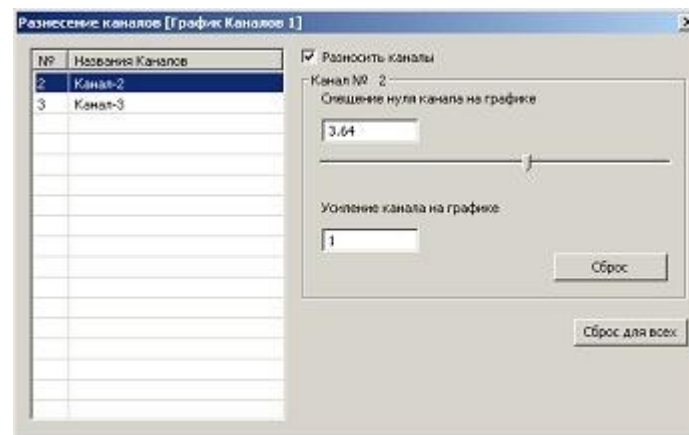 Разнесение каналов [График Каналов 1]
№ Названия Каналов
2 Канал-2
3 Канал-3
Разносить каналы
Канал № 2
Смещение нуля канала на графике
3.64
Усиление канала на графике
1
Сброс
Сброс для всех